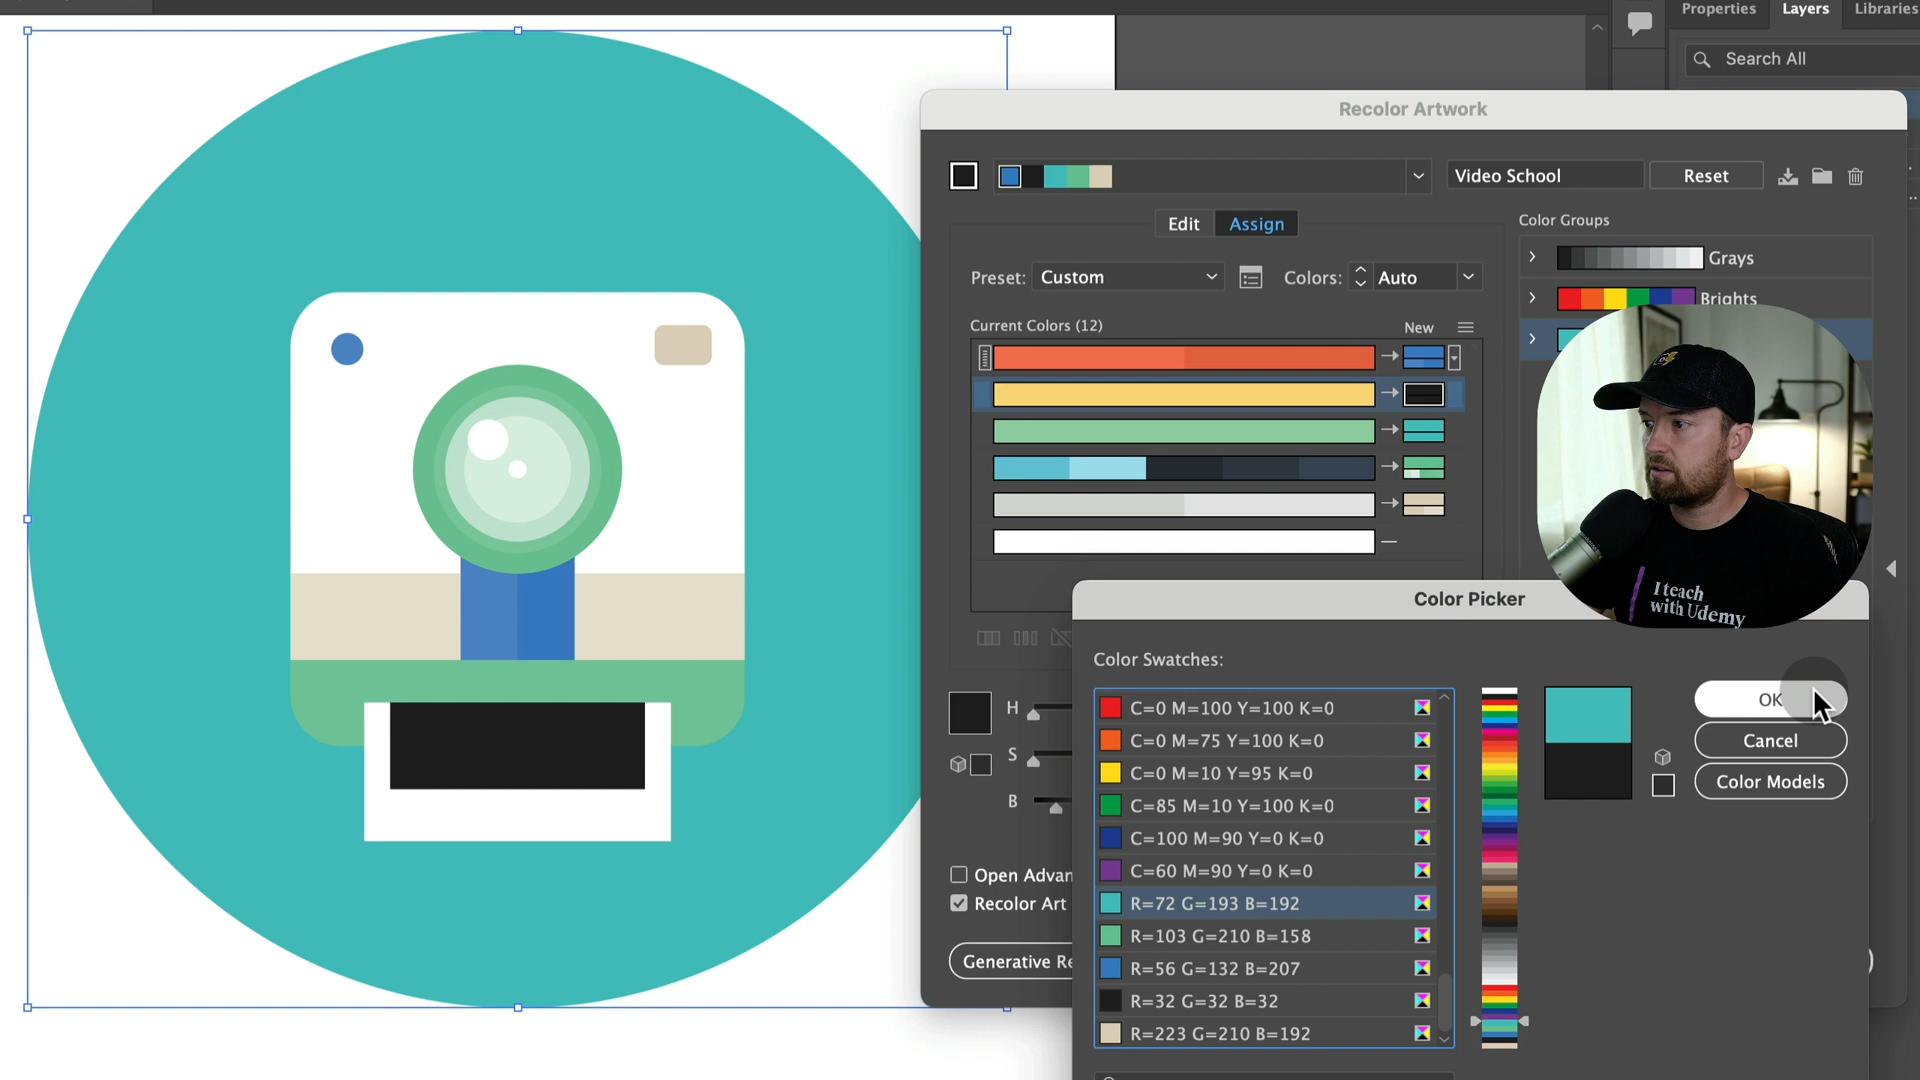 Properties Layers Libraries
Search All
Recolor Artwork
Video School Reset
Edit Assign
Color Groups
Preset: Custom Colors: Auto
Grays
Brights
Current Colors (12) New
Color Picker
I teach
with Udemy
Color Swatches:
H
S
B
C=0 M=100 Y=100 K=0
C=0 M=75 Y=100 K=0
C=0 M=10 Y=95 K=0
C=85 M=10 Y=100 K=0
C=100 M=90 Y=0 K=0
C=60 M=90 Y=0 K=0
R=72 G=193 B=192
R=103 G=210 B=158
R=56 G=132 B=207
R=32 G=32 B=32
R=223 G=210 B=192
OK
Cancel
Color Models
Open Advan
Recolor Art
Generative Re